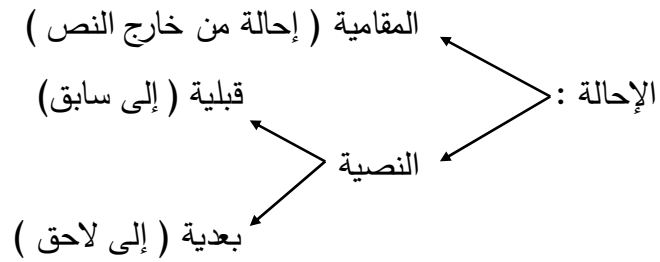 المقامية ( إحالة من خارج النص )
الإحالة :
قبلية ( إلى سابق)
النصية
بعدية ( إلى لاحق )